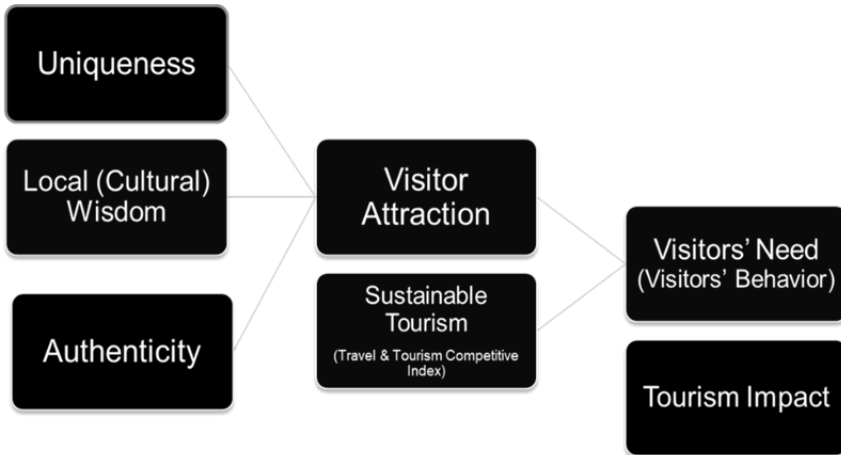 Uniqueness
Local (Cultural)
Wisdom
Authenticity
Visitor
Attraction
Sustainable
Tourism
(Travel & Tourism Competitive
Index)
Visitors’ Need
(Visitors’ Behavior)
Tourism Impact